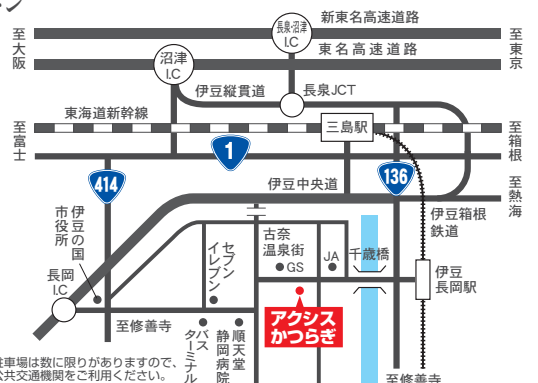 ン
新東名高速道路
長泉・沼津
I.C
至大阪
至東京
東名高速道路
沼津
I.C
伊豆縦貫道
長泉JCT
東海道新幹線
三島駅
至富士
至箱根
1
414
136
伊豆中央道
至熱海
伊豆の国
市役所
セブン
イレブン
古奈
温泉街
GS
JA
千歳橋
伊豆箱根
鉄道
伊豆
長岡駅
長岡
I.C
アクシス
かつらぎ
至修善寺
バス
ターミナル
順天堂
静岡病院
至修善寺
駐車場は数に限りがありますので、
公共交通機関をご利用ください。